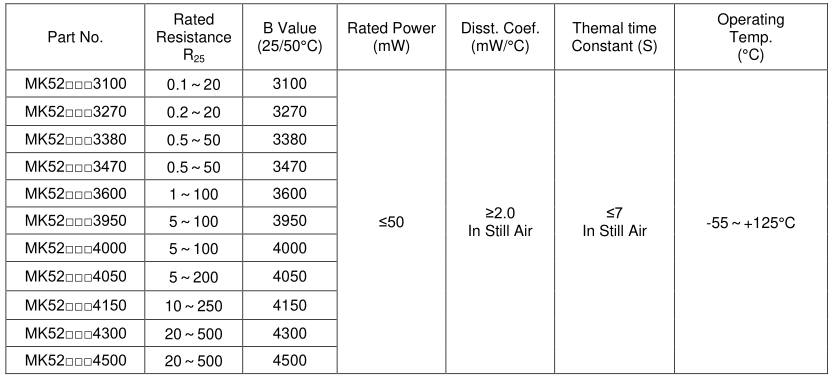 Part No. Rated Resistance R25 B Value (25/50°C) Rated Power (mW) Disst. Coef. (mW/°C) Themal time Constant (S) Operating Temp. (°C)
MK52□□□3100 0.1～20 3100
MK52□□□3270 0.2～20 3270
MK52□□□3380 0.5～50 3380
MK52□□□3470 0.5～50 3470
MK52□□□3600 1～100 3600
MK52□□□3950 5～100 3950 ≤50 ≥2.0 In Still Air ≤7 In Still Air -55～+125°C
MK52□□□4000 5～100 4000
MK52□□□4050 5～200 4050
MK52□□□4150 10～250 4150
MK52□□□4300 20～500 4300
MK52□□□4500 20～500 4500